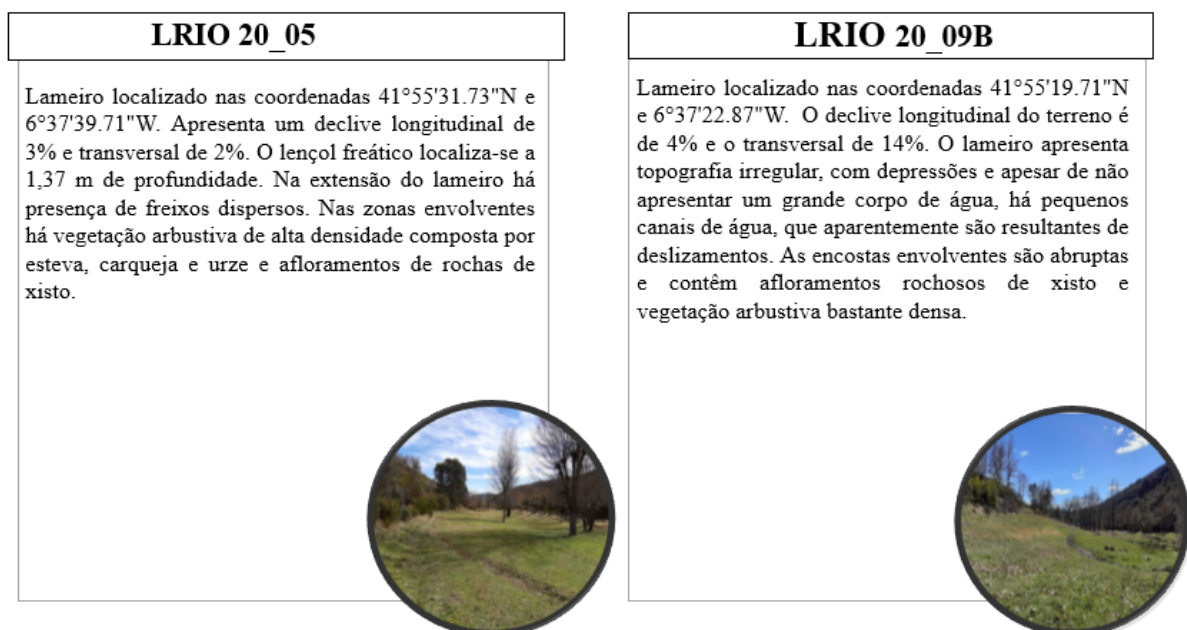 LRIO 20_05
Lameiro localizado nas coordenadas 41°55'31.73"N e
6°37'39.71"W. Apresenta um declive longitudinal de
3% e transversal de 2%. O lençol freático localiza-se a
1,37 m de profundidade. Na extensão do lameiro há
presença de freixos dispersos. Nas zonas envolventes
há vegetação arbustiva de alta densidade composta por
esteva, carqueja e urze e afloramentos de rochas de
xisto.
LRIO 20_09B
Lameiro localizado nas coordenadas 41°55'19.71"N
e 6°37'22.87"W. O declive longitudinal do terreno é
de 4% e o transversal de 14%. O lameiro apresenta
topografia irregular, com depressões e apesar de não
apresentar um grande corpo de água, há pequenos
canais de água, que aparentemente são resultantes de
deslizamentos. As encostas envolventes são abruptas
e contêm afloramentos rochosos de xisto e
vegetação arbustiva bastante densa.